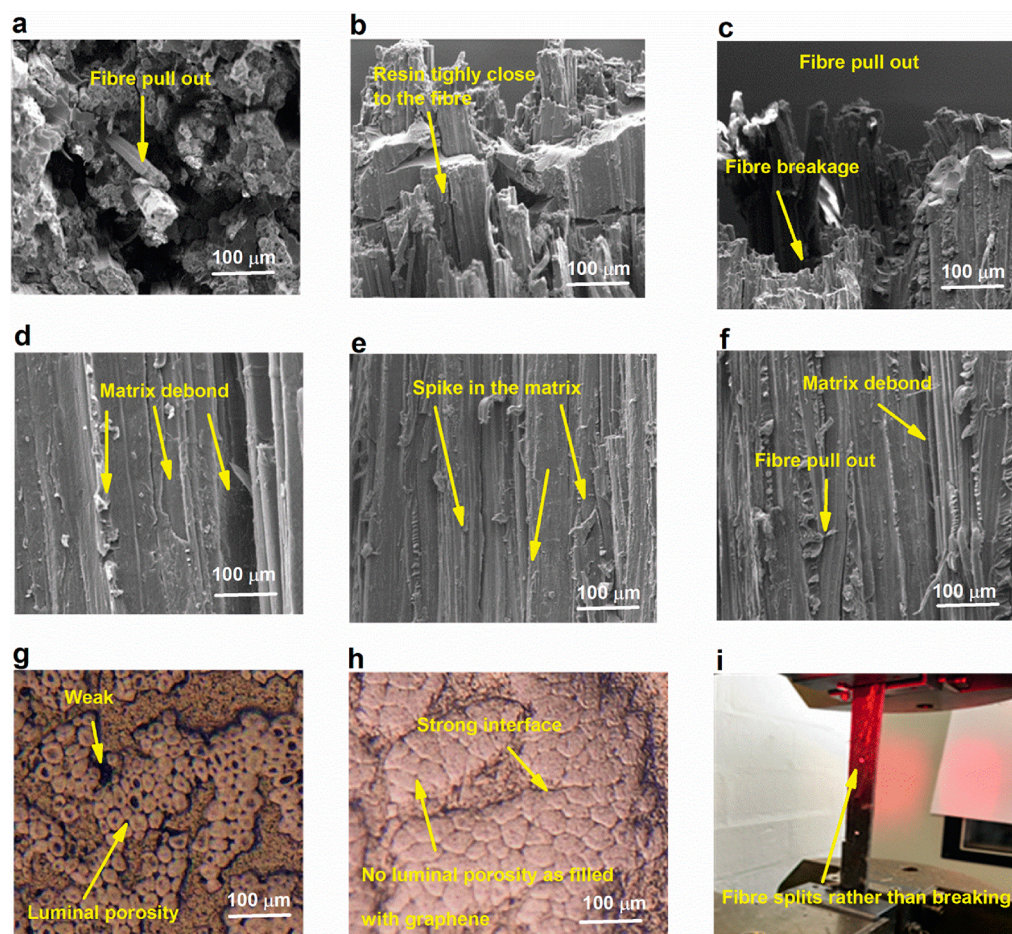 a
Fibre pull out
100 μm
b
Resin tighly close
to the fibre
100 μm
c
Fibre pull out
Fibre breakage
100 μm
d
Matrix debond
100 μm
e
Spike in the matrix
100 μm
f
Matrix debond
Fibre pull out
100 μm
g
Weak
Luminal porosity
100 μm
h
Strong interface
No luminal porosity as filled
with graphene
100 μm
i
Fibre splits rather than breaking